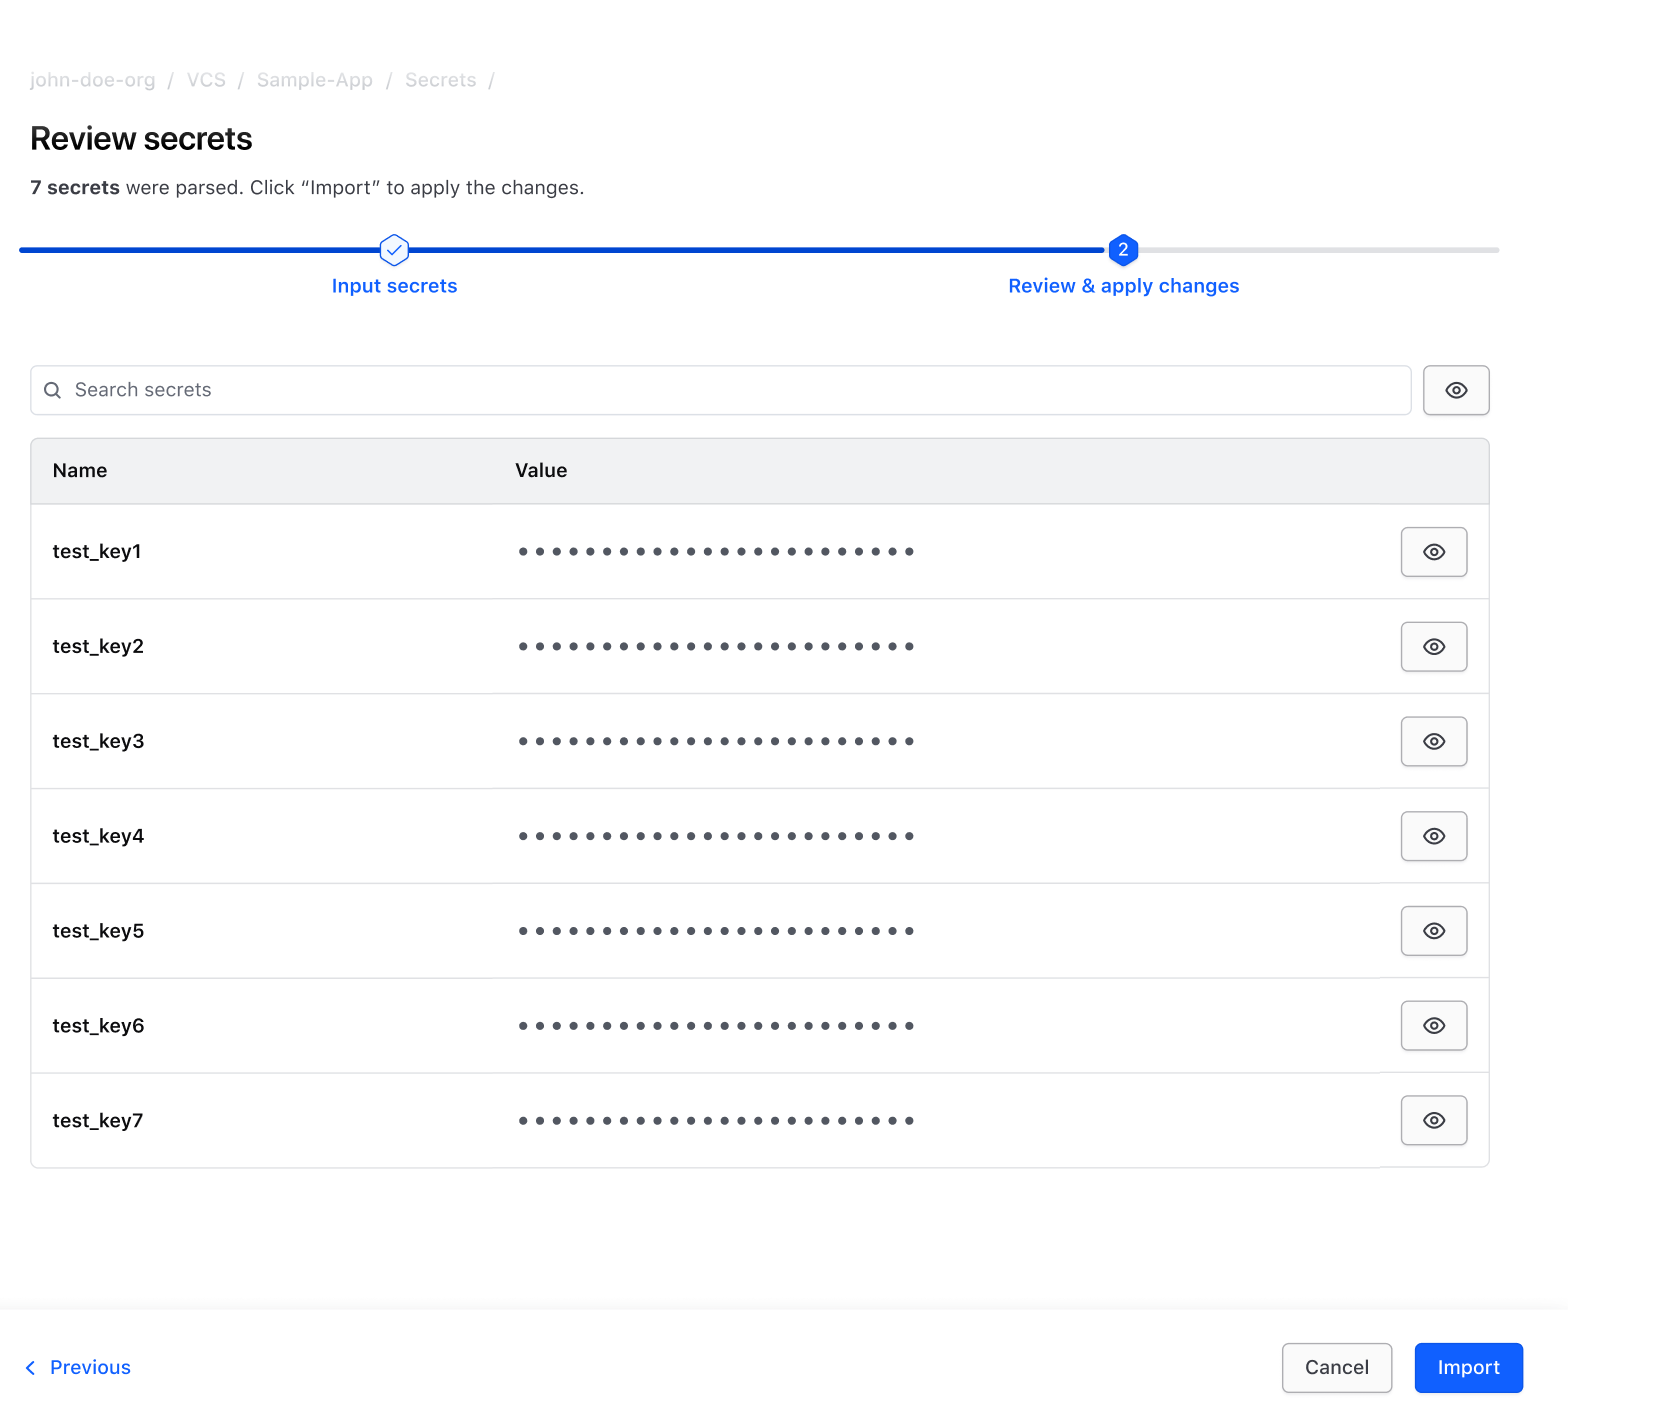 john-doe-org / VCS / Sample-App / Secrets /
Review secrets
7 secrets were parsed. Click “Import” to apply the changes.
2
Input secrets
Review & apply changes
Search secrets
Name Value
test_key1 ••••••••••••••••••••••••
test_key2 ••••••••••••••••••••••••
test_key3 ••••••••••••••••••••••••
test_key4 ••••••••••••••••••••••••
test_key5 ••••••••••••••••••••••••
test_key6 ••••••••••••••••••••••••
test_key7 ••••••••••••••••••••••••
Previous
Cancel Import